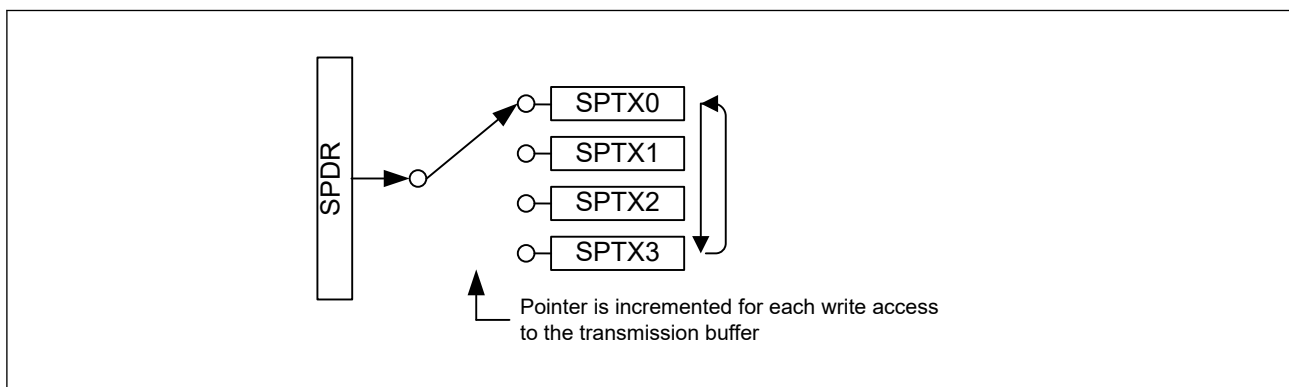 SPDR
SPTX0
SPTX1
SPTX2
SPTX3
Pointer is incremented for each write access
to the transmission buffer